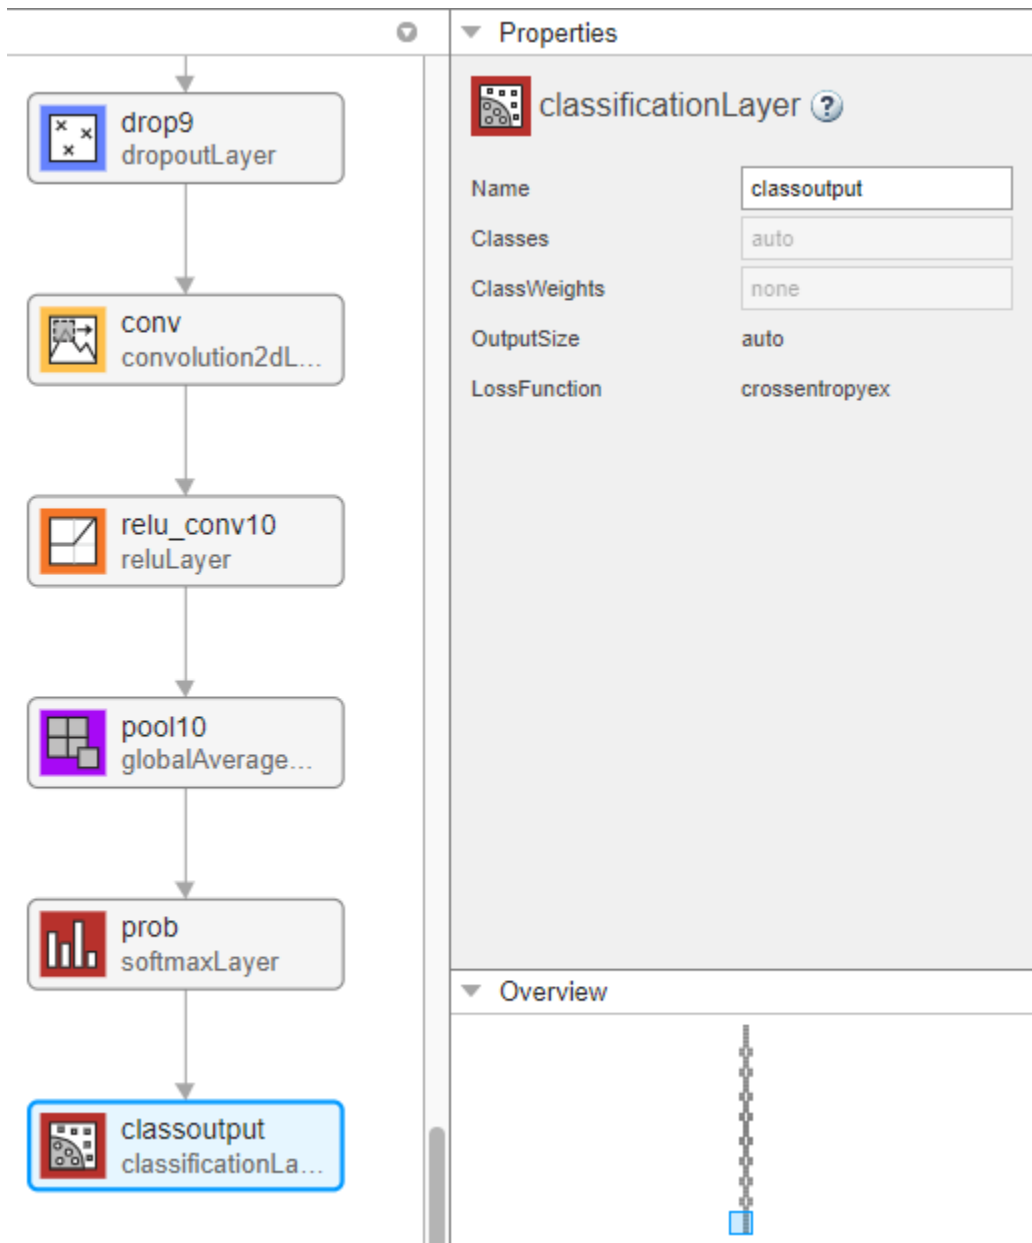 drop9
dropoutLayer
conv
convolution2dL...
relu_conv10
reluLayer
pool10
globalAverage...
prob
softmaxLayer
classoutput
classificationLa...
Properties
classificationLayer ?
Name classoutput
Classes auto
ClassWeights none
OutputSize auto
LossFunction crossentropyex
Overview